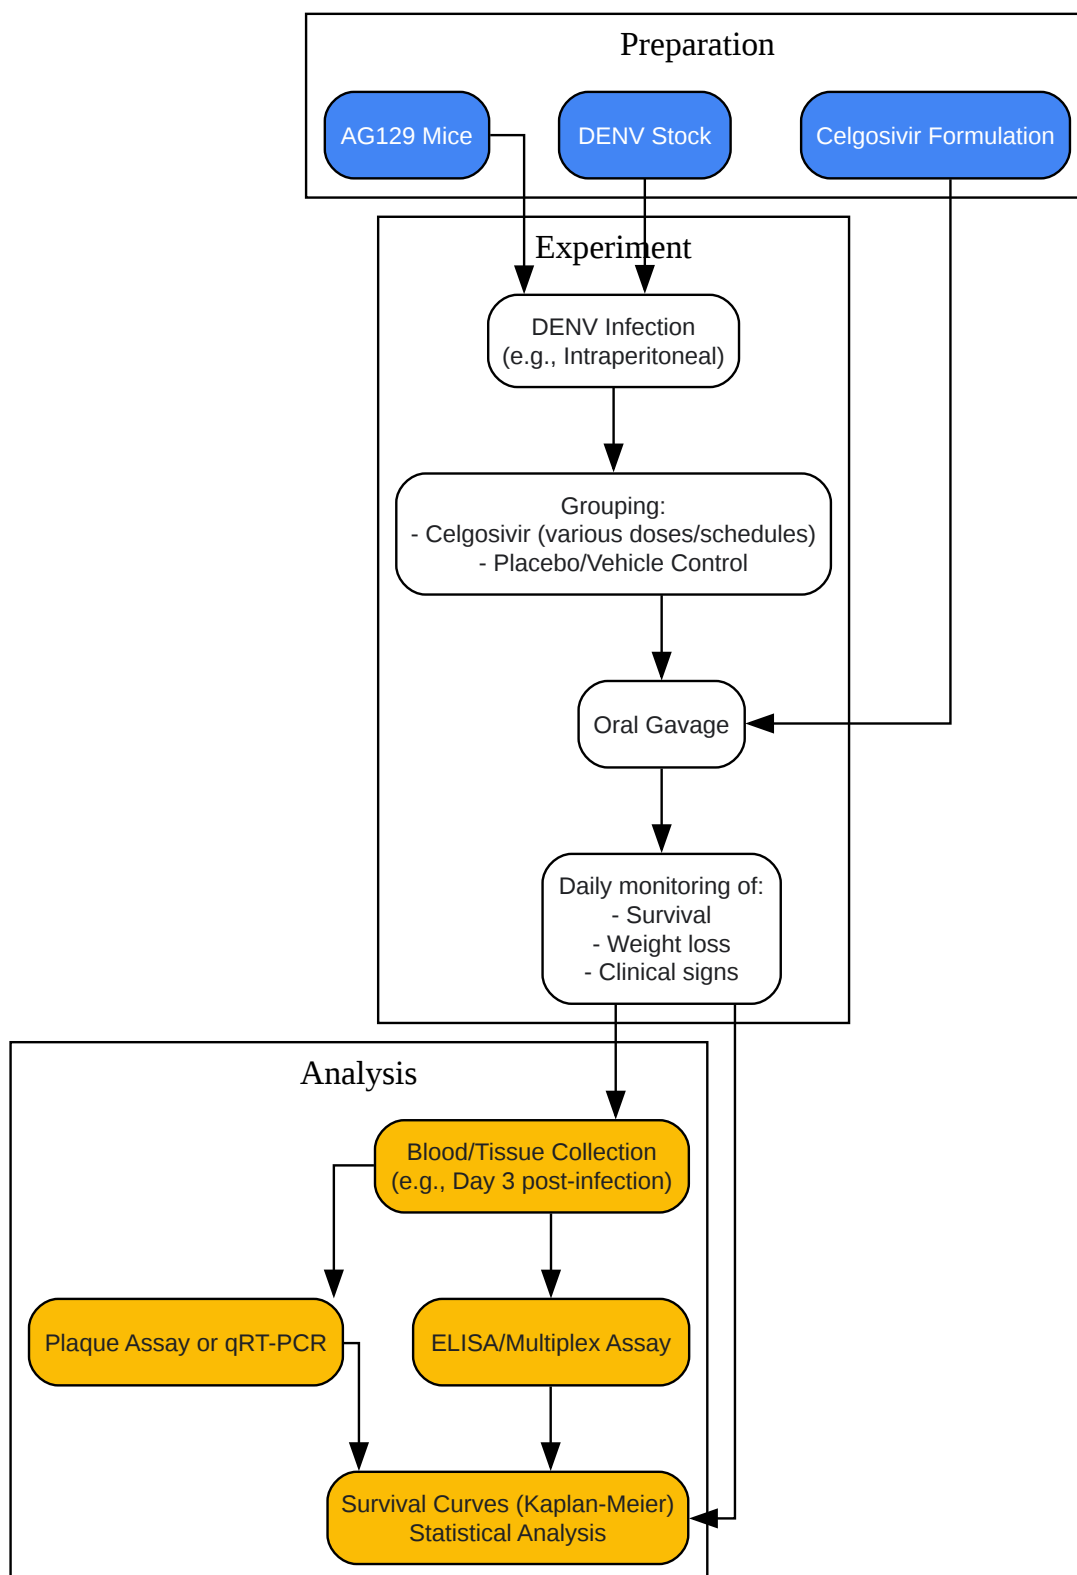 Preparation
AG129 Mice
DENV Stock
Celgosivir Formulation
Experiment
DENV Infection
(e.g., Intraperitoneal)
Grouping:
- Celgosivir (various doses/schedules)
- Placebo/Vehicle Control
Oral Gavage
Daily monitoring of:
- Survival
- Weight loss
- Clinical signs
Analysis
Blood/Tissue Collection
(e.g., Day 3 post-infection)
Plaque Assay or qRT-PCR
ELISA/Multiplex Assay
Survival Curves (Kaplan-Meier)
Statistical Analysis